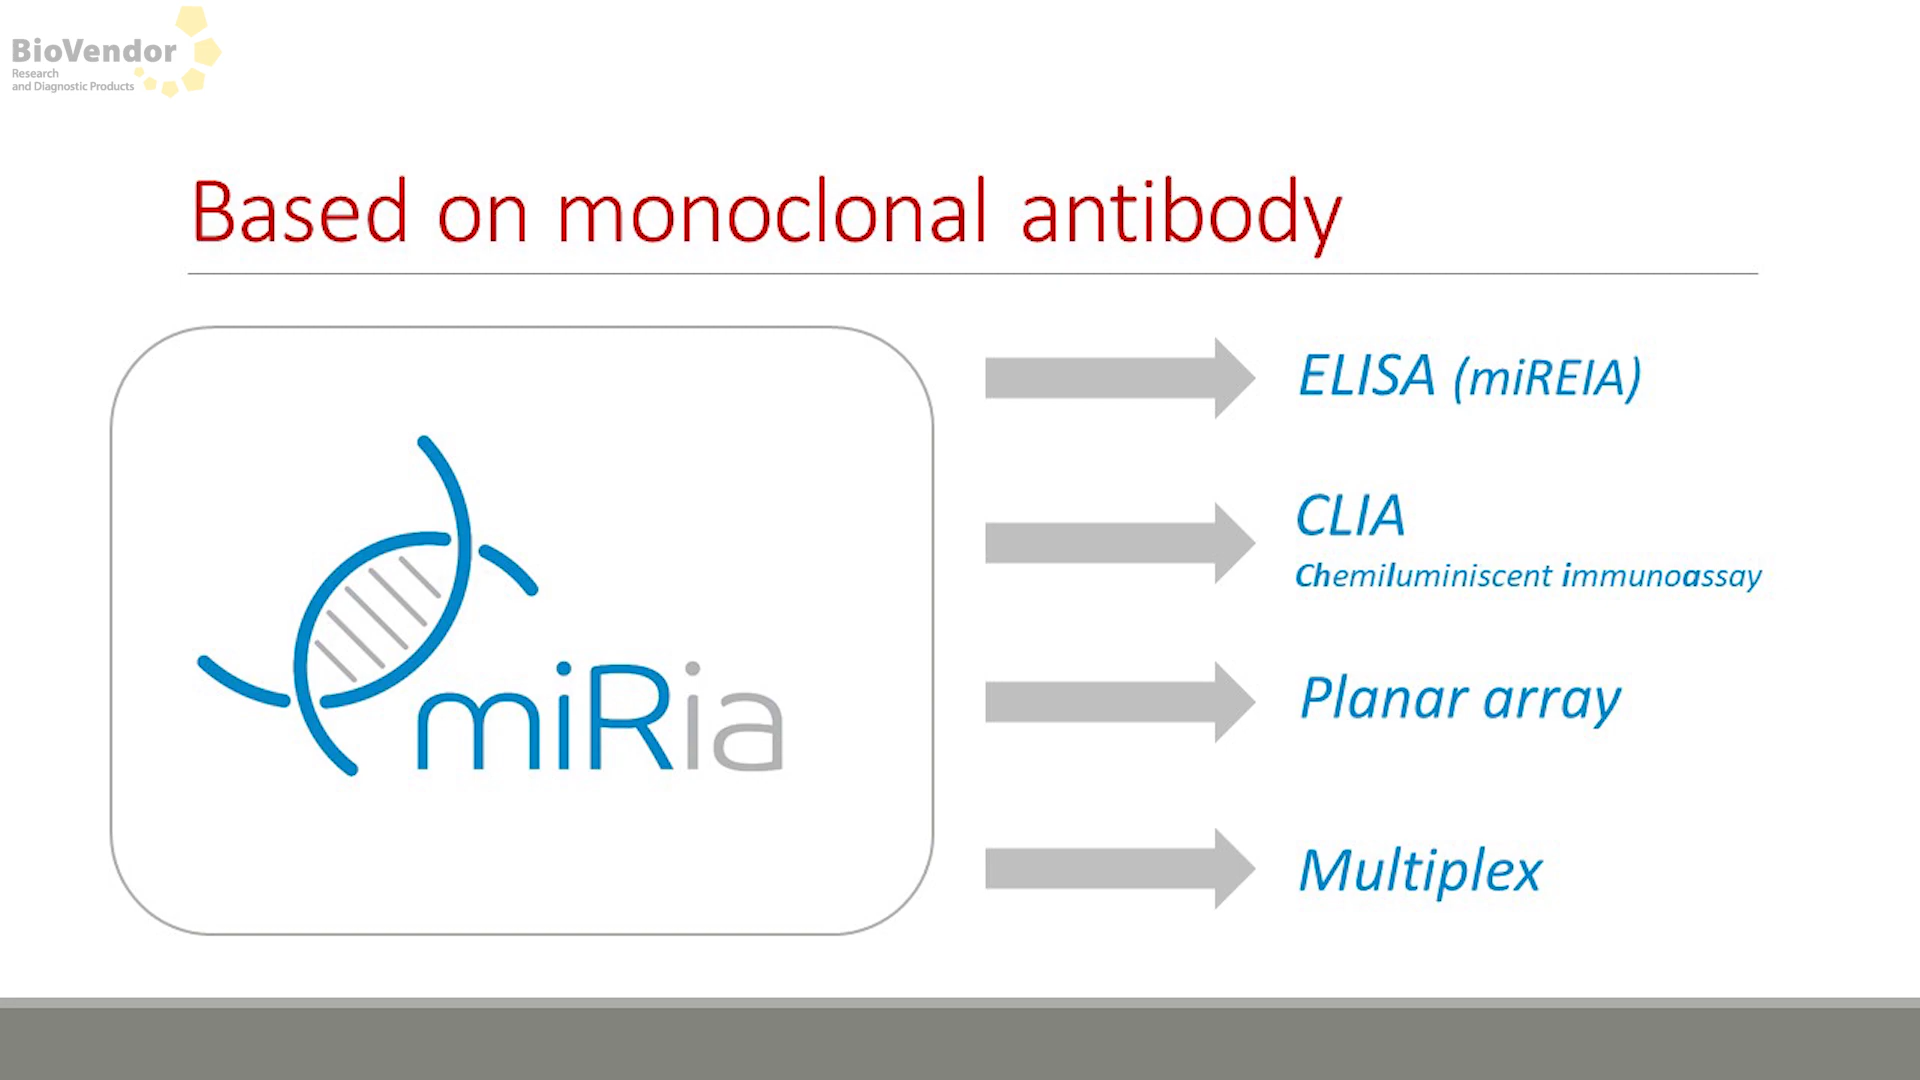 BioVendor
Research
and Diagnostic Products
Based on monoclonal antibody
miRia
ELISA (miREIA)
CLIA
Chemiluminiscent immunoassay
Planar array
Multiplex